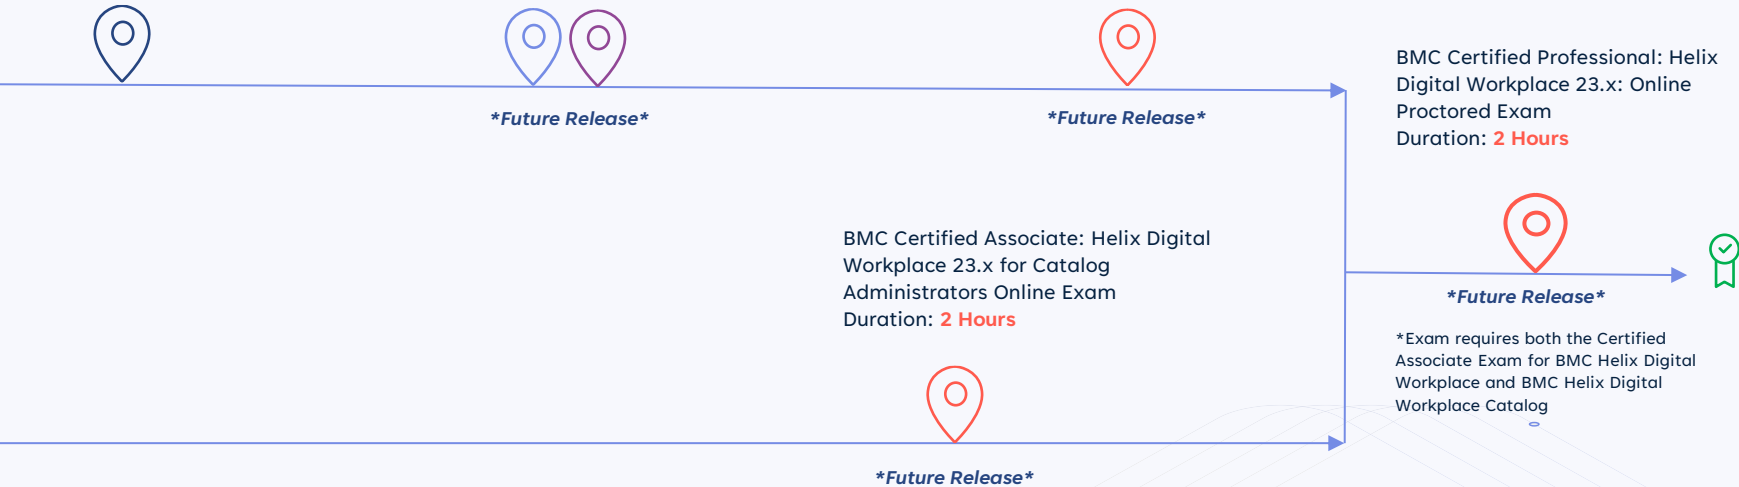 BMC Certified Professional: Helix
Digital Workplace 23.x: Online
Proctored Exam
Duration: 2 Hours
*Future Release*
*Future Release*
BMC Certified Associate: Helix Digital
Workplace 23.x for Catalog
Administrators Online Exam
Duration: 2 Hours
*Future Release*
*Exam requires both the Certified
Associate Exam for BMC Helix Digital
Workplace and BMC Helix Digital
Workplace Catalog
*Future Release*